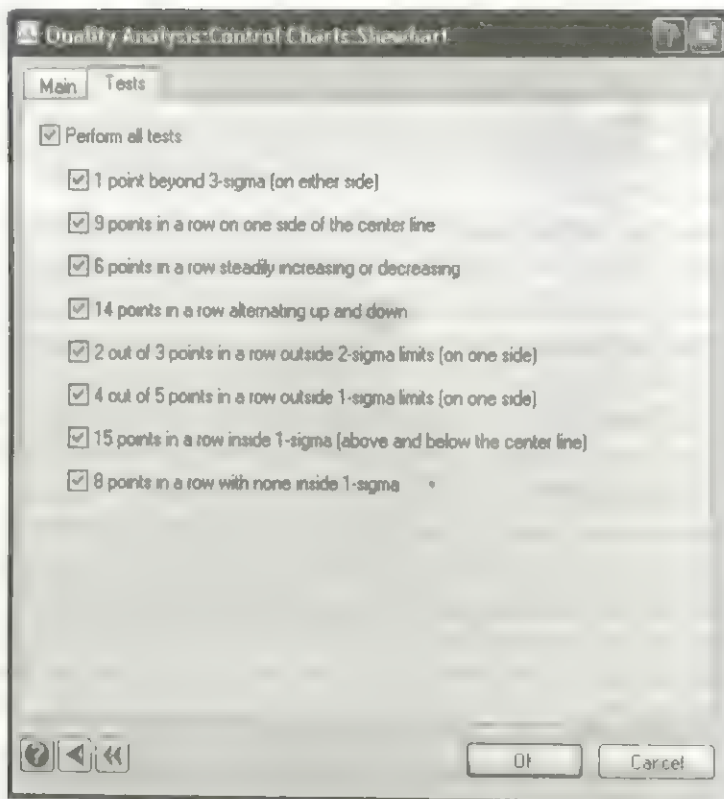 Quality Analysis:Control Charts:Shewhart
Main
Tests
Perform all tests
1 point beyond 3-sigma (on either side)
9 points in a row on one side of the center line
6 points in a row steadily increasing or decreasing
14 points in a row alternating up and down
2 out of 3 points in a row outside 2-sigma limits (on one side)
4 out of 5 points in a row outside 1-sigma limits (on one side)
15 points in a row inside 1-sigma (above and below the center line)
8 points in a row with none inside 1-sigma
Ok
Cancel